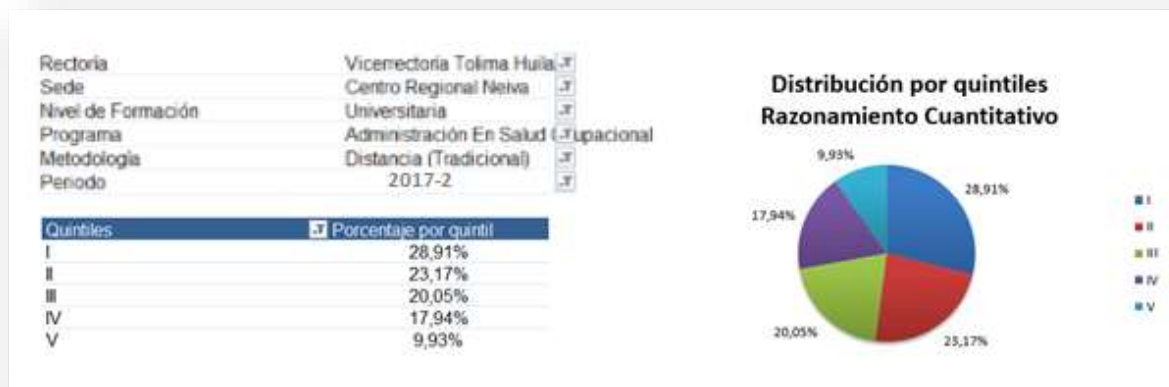 Rectoría Vicerrectoria Tolima Huila
Sede Centro Regional Neiva
Nivel de Formación Universitaria
Programa Administración En Salud Ocupacional
Metodología Distancia (Tradicional)
Periodo 2017-2
Quintiles Porcentaje por quintil
I 28,91%
II 23,17%
III 20,05%
IV 17,94%
V 9,93%
Distribución por quintiles
Razonamiento Cuantitativo
9,93%
28,91%
17,94%
20,05%
23,17%
I
II
III
IV
V